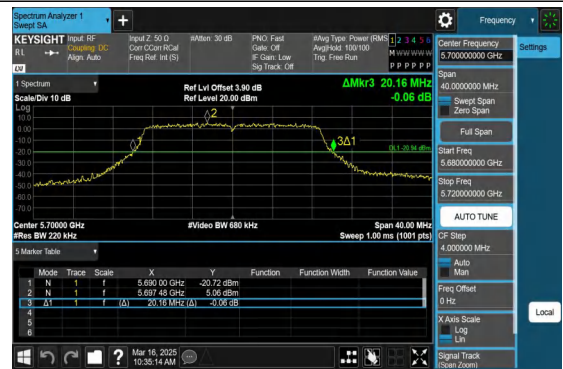 Spectrum Analyzer 1
Swept SA
Frequency
KEYSIGHT Input: RF Input Z: 50 Ω #Atten: 30 dB PNO: Fast #Avg Type: Power (RMS 1 2 3 4 5 6
RL Coupling: DC Corr CCorr RCal Gate: Off Avg|Hold: 100/100 M W W W W W
Align: Auto Freq Ref: Int (S) IF Gain: Low Trig: Free Run
Sig Track: Off P P P P P P
LXI
1 Spectrum Ref Lvl Offset 3.90 dB ΔMkr3 20.16 MHz
Scale/Div 10 dB Ref Level 20.00 dBm -0.06 dB
Log
10.0
0.00
-10.0
-20.0
-30.0
-40.0
-50.0
-60.0
-70.0
1
2
3Δ1
DL1 -20.94 dBm
Center 5.70000 GHz #Video BW 680 kHz Span 40.00 MHz
#Res BW 220 kHz Sweep 1.00 ms (1001 pts)
5 Marker Table
Mode Trace Scale X Y Function Function Width Function Value
1 N 1 f 5.690 00 GHz -20.72 dBm
2 N 1 f 5.697 48 GHz 5.06 dBm
3 Δ1 1 f (Δ) 20.16 MHz (Δ) -0.06 dB
4
5
6
Mar 16, 2025
10:35:14 AM
Center Frequency
5.700000000 GHz
Settings
Span
40.0000000 MHz
Swept Span
Zero Span
Full Span
Start Freq
5.680000000 GHz
Stop Freq
5.720000000 GHz
AUTO TUNE
CF Step
4.000000 MHz
Auto
Man
Freq Offset
0 Hz
Local
X Axis Scale
Log
Lin
Signal Track
(Span Zoom)